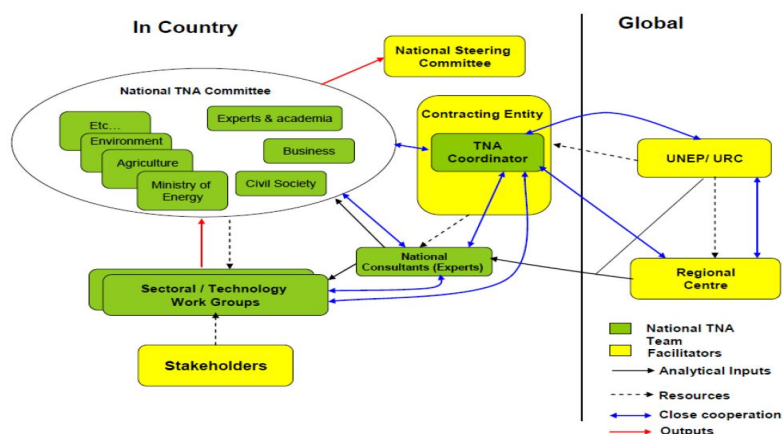 In Country
Global
National Steering
Committee
National TNA Committee
Etc...
Environment
Agriculture
Ministry of
Energy
Experts & academia
Business
Civil Society
Contracting Entity
TNA
Coordinator
UNEP/ URC
National
Consultants (Experts)
Regional
Centre
Sectoral / Technology
Work Groups
Stakeholders
National TNA
Team
Facilitators
Analytical Inputs
Resources
Close cooperation
Outputs